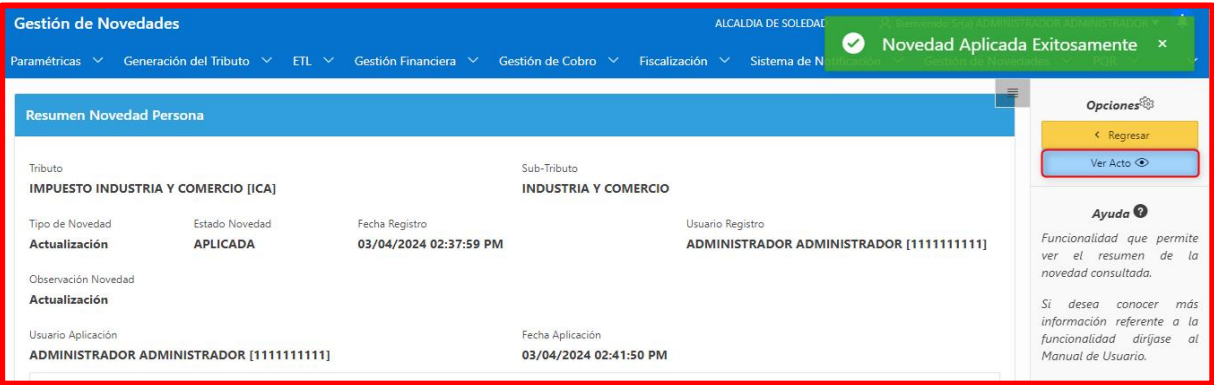 Gestión de Novedades
ALCALDIA DE SOLEDAD
Bienvenido Sr(a) ADMINISTRADOR ADMINISTRADOR
Novedad Aplicada Exitosamente ×
Paramétricas Generación del Tributo ETL Gestión Financiera Gestión de Cobro Fiscalización Sistema de Notificación Gestión de Novedades PQR
Resumen Novedad Persona
Opciones
Regresar
Ver Acto
Tributo Sub-Tributo
IMPUESTO INDUSTRIA Y COMERCIO [ICA] INDUSTRIA Y COMERCIO
Tipo de Novedad Estado Novedad Fecha Registro Usuario Registro
Actualización APLICADA 03/04/2024 02:37:59 PM ADMINISTRADOR ADMINISTRADOR [1111111111]
Observación Novedad
Actualización
Usuario Aplicación Fecha Aplicación
ADMINISTRADOR ADMINISTRADOR [1111111111] 03/04/2024 02:41:50 PM
Ayuda
Funcionalidad que permite
ver el resumen de la
novedad consultada.
Si desea conocer más
información referente a la
funcionalidad diríjase al
Manual de Usuario.